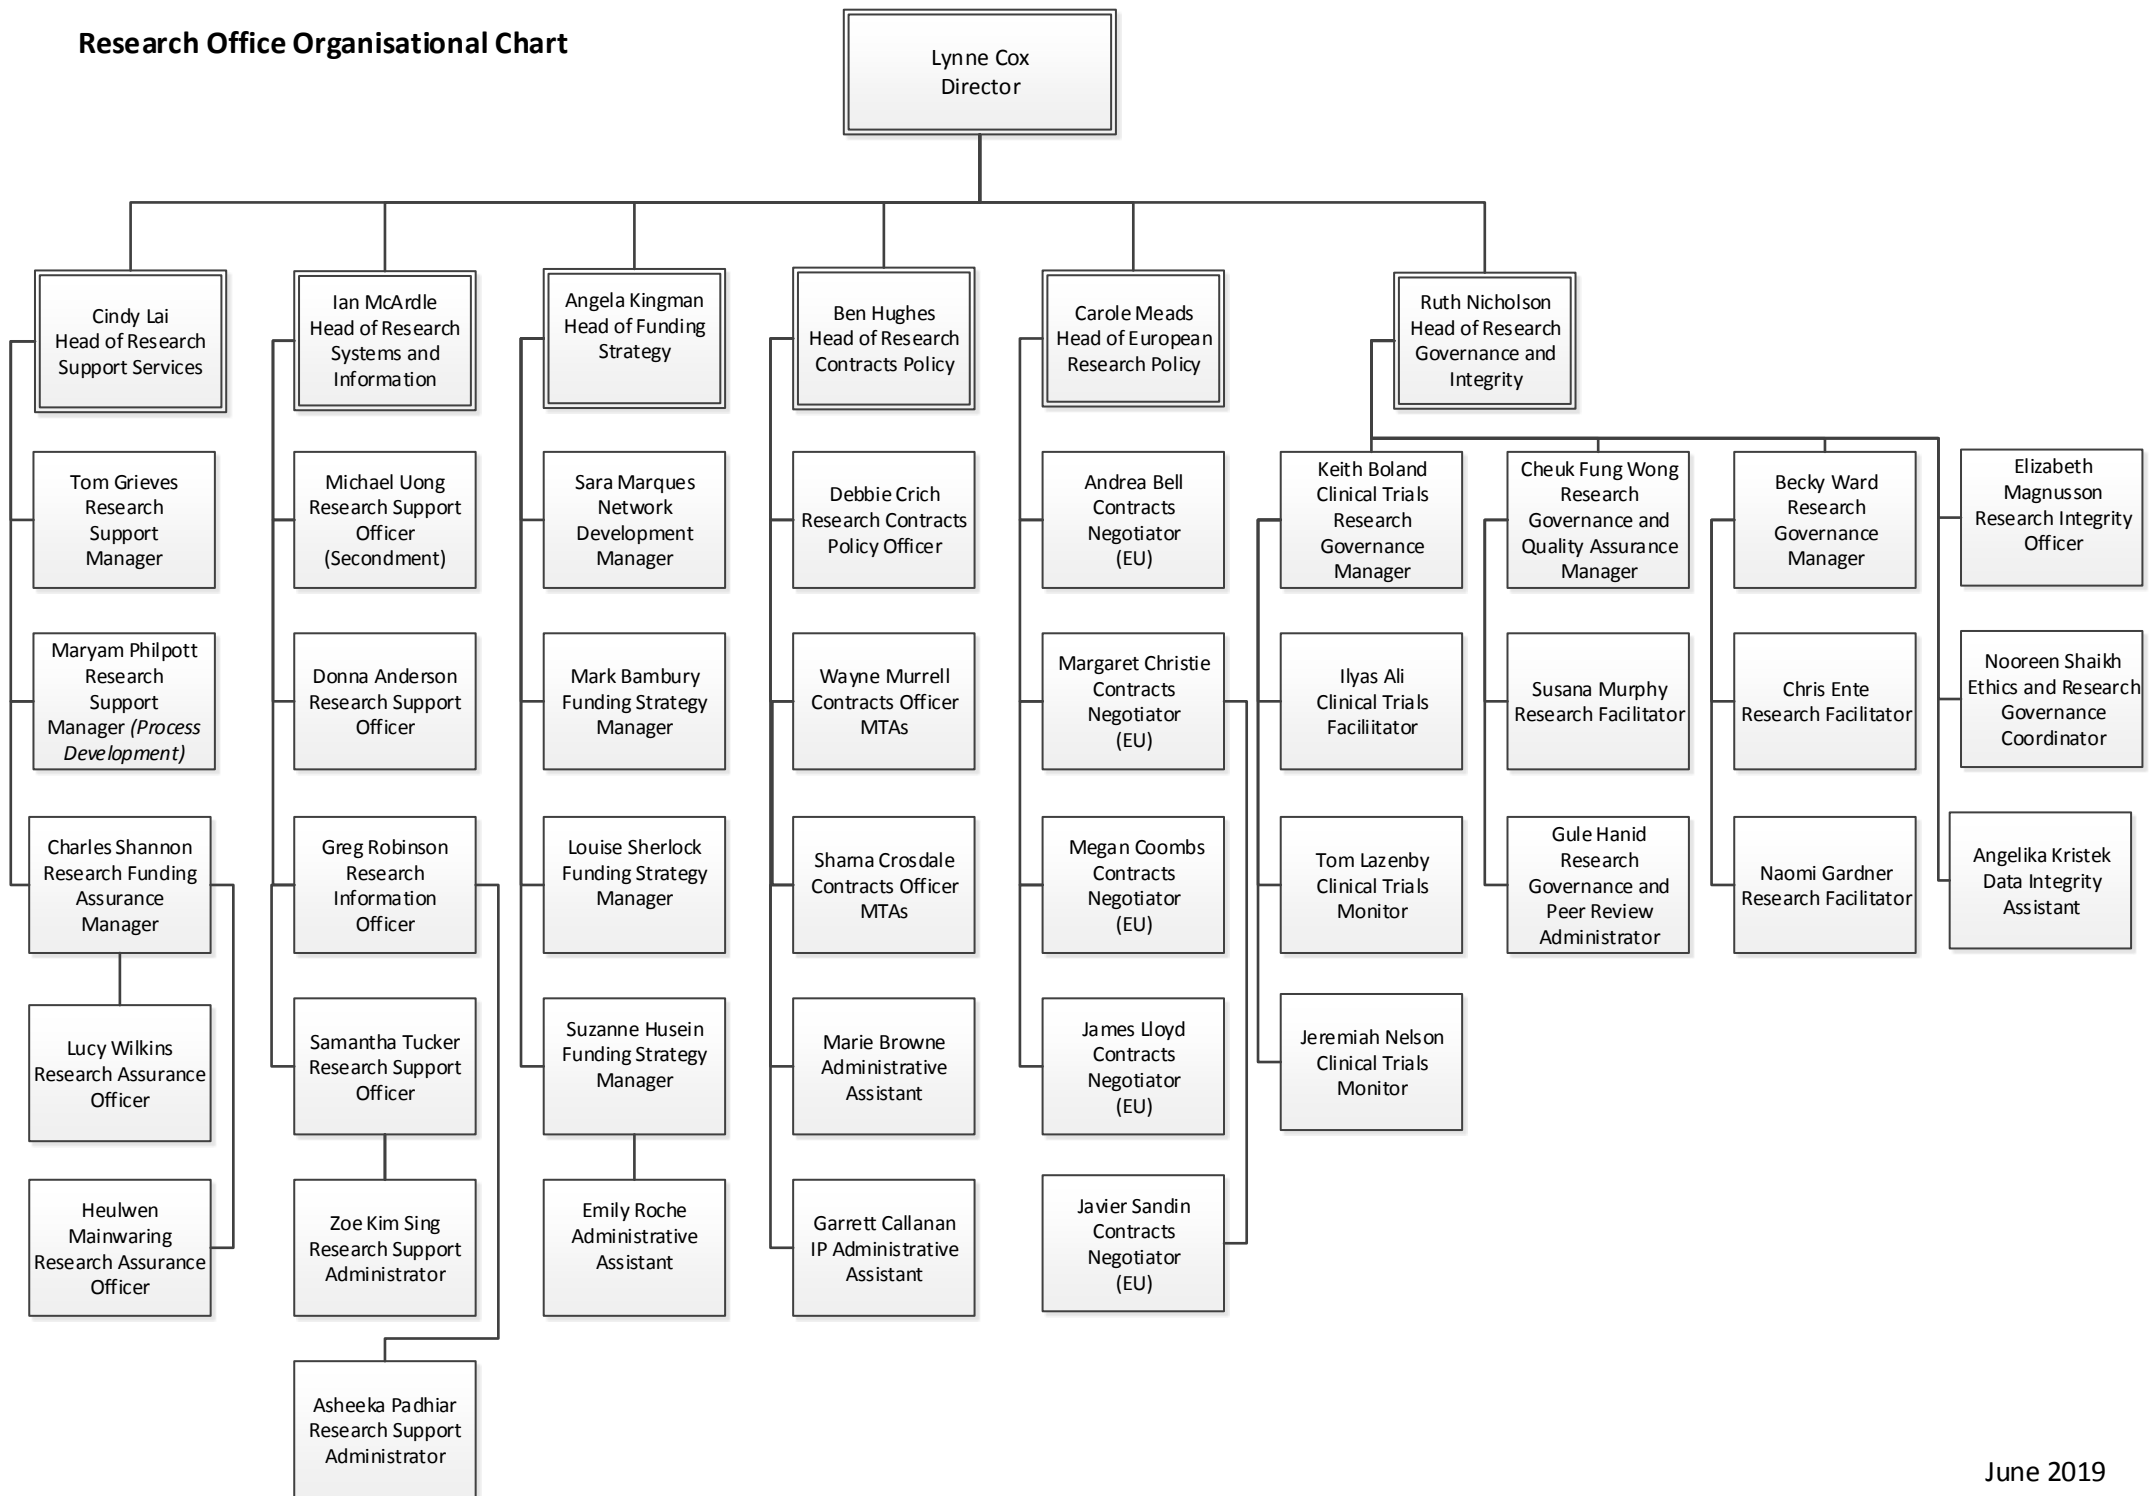 Research Office Organisational Chart
Lynne Cox
Director
Cindy Lai
Head of Research
Support Services
Ian McArdle
Head of Research
Systems and
Information
Angela Kingman
Head of Funding
Strategy
Ben Hughes
Head of Research
Contracts Policy
Carole Meads
Head of European
Research Policy
Ruth Nicholson
Head of Research
Governance and
Integrity
Tom Grieves
Research
Support
Manager
Michael Uong
Research Support
Officer
(Secondment)
Sara Marques
Network
Development
Manager
Debbie Crich
Research Contracts
Policy Officer
Andrea Bell
Contracts
Negotiator
(EU)
Keith Boland
Clinical Trials
Research
Governance
Manager
Cheuk Fung Wong
Research
Governance and
Quality Assurance
Manager
Becky Ward
Research
Governance
Manager
Elizabeth
Magnusson
Research Integrity
Officer
Maryam Philpott
Research
Support
Manager (Process
Development)
Donna Anderson
Research Support
Officer
Mark Bambury
Funding Strategy
Manager
Wayne Murrell
Contracts Officer
MTAs
Margaret Christie
Contracts
Negotiator
(EU)
Ilyas Ali
Clinical Trials
Faciliitator
Susana Murphy
Research Facilitator
Chris Ente
Research Facilitator
Nooreen Shaikh
Ethics and Research
Governance
Coordinator
Charles Shannon
Research Funding
Assurance
Manager
Greg Robinson
Research
Information
Officer
Louise Sherlock
Funding Strategy
Manager
Shama Crosdale
Contracts Officer
MTAs
Megan Coombs
Contracts
Negotiator
(EU)
Tom Lazenby
Clinical Trials
Monitor
Gule Hanid
Research
Governance and
Peer Review
Administrator
Naomi Gardner
Research Facilitator
Angelika Kristek
Data Integrity
Assistant
Lucy Wilkins
Research Assurance
Officer
Samantha Tucker
Research Support
Officer
Suzanne Husein
Funding Strategy
Manager
Marie Browne
Administrative
Assistant
James Lloyd
Contracts
Negotiator
(EU)
Jeremiah Nelson
Clinical Trials
Monitor
Heulwen
Mainwaring
Research Assurance
Officer
Zoe Kim Sing
Research Support
Administrator
Emily Roche
Administrative
Assistant
Garrett Callanan
IP Administrative
Assistant
Javier Sandin
Contracts
Negotiator
(EU)
Asheeka Padhiar
Research Support
Administrator
June 2019